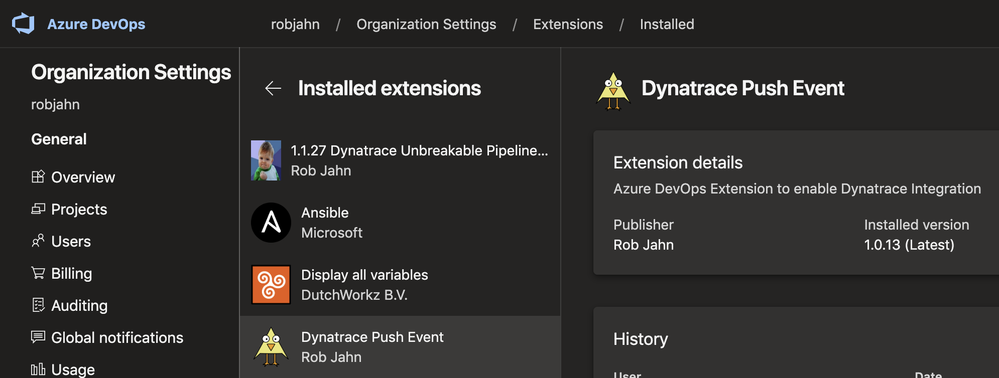 Azure DevOps
robjahn / Organization Settings / Extensions / Installed
Organization Settings
robjahn
General
Overview
Projects
Users
Billing
Auditing
Global notifications
Usage
Installed extensions
1.1.27 Dynatrace Unbreakable Pipeline...
Rob Jahn
Ansible
Microsoft
Display all variables
DutchWorkz B.V.
Dynatrace Push Event
Rob Jahn
Dynatrace Push Event
Extension details
Azure DevOps Extension to enable Dynatrace Integration
Publisher
Rob Jahn
Installed version
1.0.13 (Latest)
History
User
Date